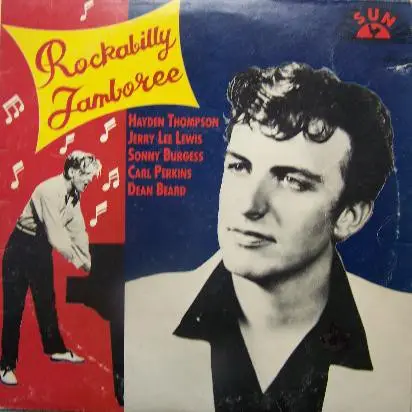 Rockabilly
Jamboree
SUN
HAYDEN THOMPSON
JERRY LEE LEWIS
SONNY BURGESS
CARL PERKINS
DEAN BEARD